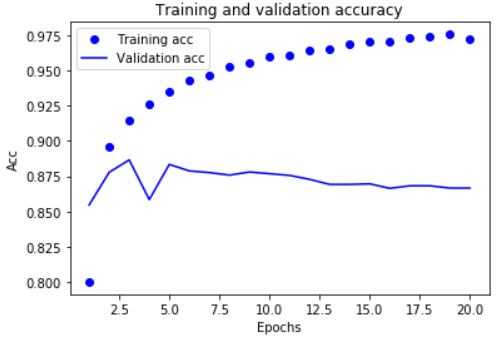 Training and validation accuracy
Training acc
Validation acc
Acc
0.975
0.950
0.925
0.900
0.875
0.850
0.825
0.800
2.5 5.0 7.5 10.0 12.5 15.0 17.5 20.0
Epochs